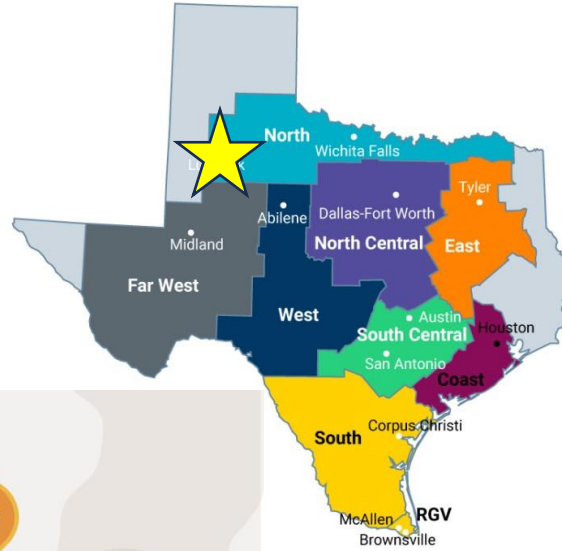 North
Wichita Falls
Tyler
Abilene
Dallas-Fort Worth
Midland
North Central
East
Far West
West
Austin
South Central
Houston
San Antonio
Coast
Corpus Christi
South
McAllen
RGV
Brownsville